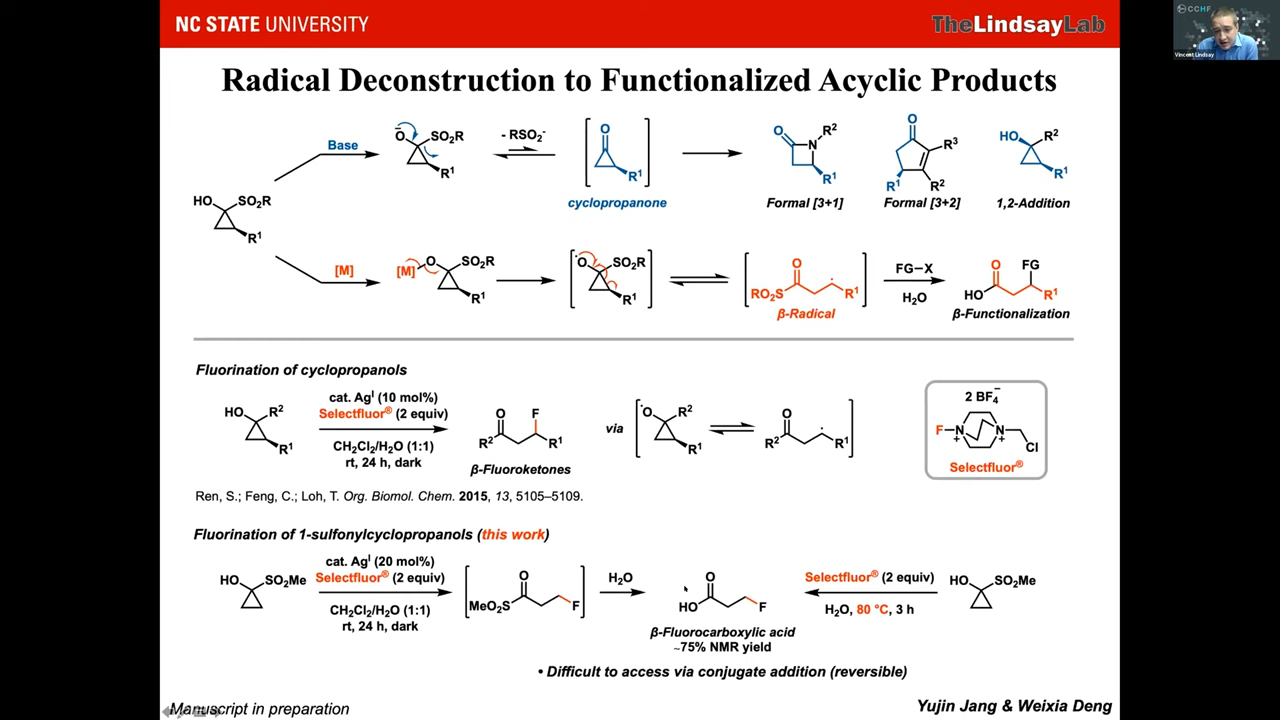 NC STATE UNIVERSITY
TheLindsayLab
CCHF
Vincent Lindsay
Radical Deconstruction to Functionalized Acyclic Products
HO
SO₂R
R¹
Base
O
SO₂R
R¹
- RSO₂⁻
O
R¹
cyclopropanone
O
N
R²
R¹
Formal [3+1]
O
R³
R²
R¹
Formal [3+2]
HO
R²
R¹
1,2-Addition
[M]
[M]
O
SO₂R
R¹
O
SO₂R
R¹
O
RO₂S
R¹
β-Radical
FG–X
H₂O
O
FG
HO
R¹
β-Functionalization
Fluorination of cyclopropanols
HO
R²
R¹
cat. Agᴵ (10 mol%)
Selectfluor® (2 equiv)
CH₂Cl₂/H₂O (1:1)
rt, 24 h, dark
O
F
R²
R¹
β-Fluoroketones
via
O
R²
R¹
O
R²
R¹
2 BF₄⁻
F
N
+
N
+
Cl
Selectfluor®
Ren, S.; Feng, C.; Loh, T. Org. Biomol. Chem. 2015, 13, 5105–5109.
Fluorination of 1-sulfonylcyclopropanols (this work)
HO
SO₂Me
cat. Agᴵ (20 mol%)
Selectfluor® (2 equiv)
CH₂Cl₂/H₂O (1:1)
rt, 24 h, dark
O
MeO₂S
F
H₂O
O
HO
F
β-Fluorocarboxylic acid
~75% NMR yield
Selectfluor® (2 equiv)
H₂O, 80 °C, 3 h
HO
SO₂Me
• Difficult to access via conjugate addition (reversible)
Manuscript in preparation
Yujin Jang & Weixia Deng